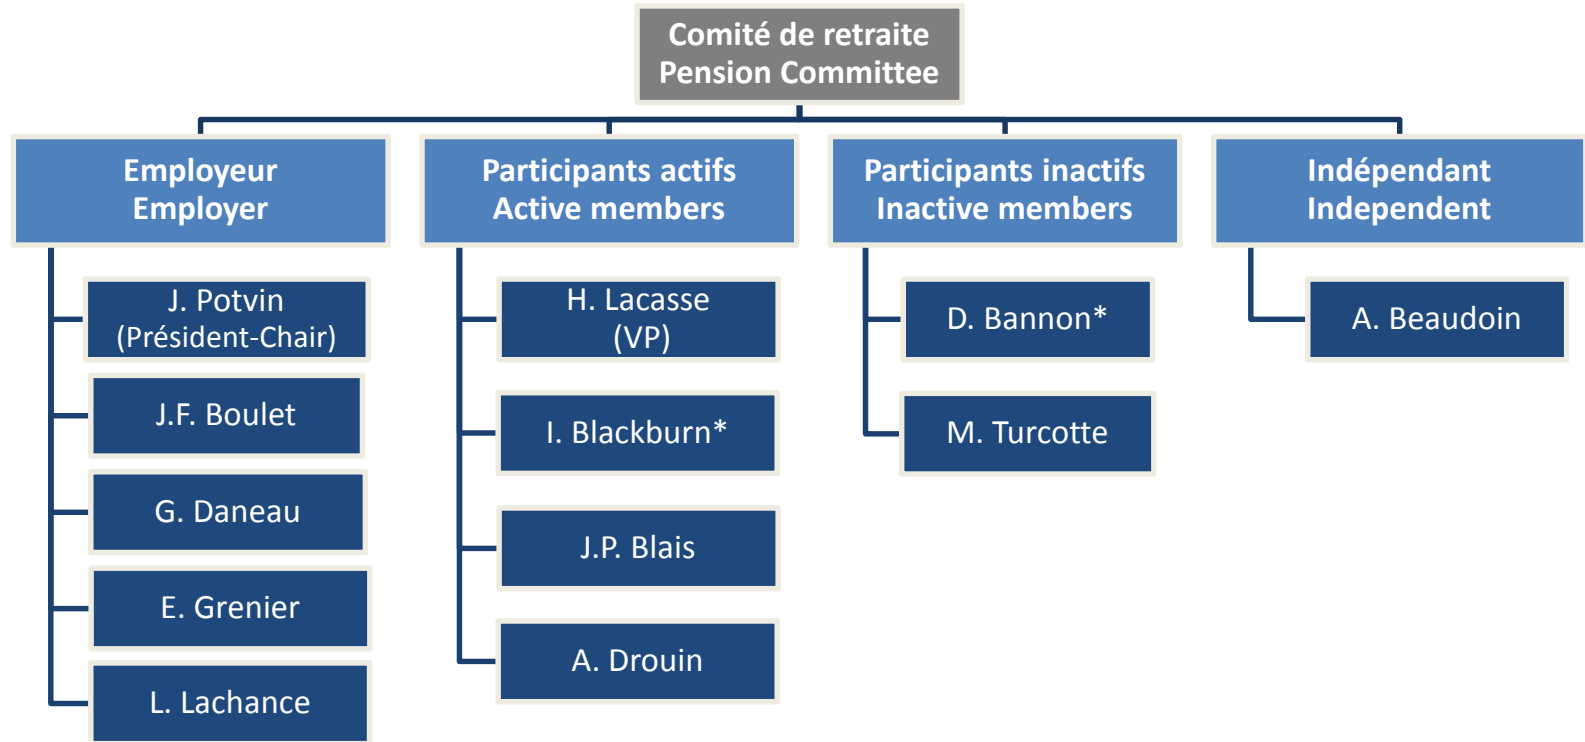 Comité de retraite
Pension Committee
Employeur
Employer
Participants actifs
Active members
Participants inactifs
Inactive members
Indépendant
Independent
J. Potvin
(Président-Chair)
J.F. Boulet
G. Daneau
E. Grenier
L. Lachance
H. Lacasse
(VP)
I. Blackburn*
J.P. Blais
A. Drouin
D. Bannon*
M. Turcotte
A. Beaudoin